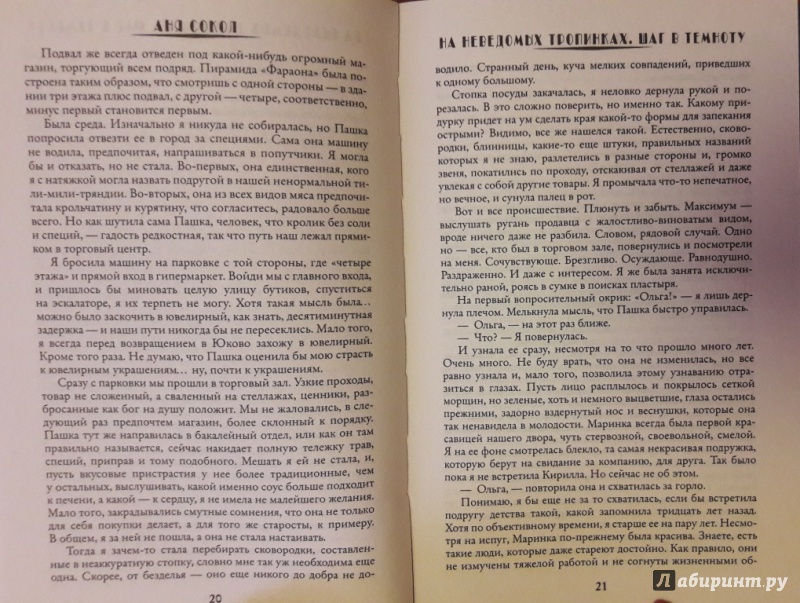 АНЯ СОКОЛ
Подвал же всегда отведен под какой-нибудь огромный ма-
газин, торгующий всем подряд. Пирамида «Фараона» была по-
строена таким образом, что смотришь с одной стороны — в зда-
нии три этажа плюс подвал, с другой — четыре, соответственно,
минус первый становится первым.
Была среда. Изначально я никуда не собиралась, но Пашка
попросила отвезти ее в город за специями. Сама она машину
не водила, предпочитая, напрашиваться в попутчики. Я могла
бы и отказать, но не стала. Во-первых, она единственная, кого
я с натяжкой могла назвать подругой в нашей ненормальной ти-
ли-мили-тряндии. Во-вторых, она из всех видов мяса предпочи-
тала крольчатину и курятину, что согласитесь, радовало больше
всего. Но как шутила сама Пашка, человек, что кролик без соли
и специй, — гадость редкостная, так что путь наш лежал прями-
ком в торговый центр.
Я бросила машину на парковке с той стороны, где «четыре
этажа» и прямой вход в гипермаркет. Войди мы с главного входа,
и пришлось бы миновать целую улицу бутиков, спуститься
на эскалаторе, я их терпеть не могу. Хотя такая мысль была…
можно было заскочить в ювелирный, как знать, десятиминутная
задержка — и наши пути никогда бы не пересеклись. Мало того,
я всегда перед возвращением в Юково захожу в ювелирный.
Кроме того раза. Не думаю, что Пашка оценила бы мою страсть
к ювелирным украшениям… ну, почти к украшениям.
Сразу с парковки мы прошли в торговый зал. Узкие проходы,
товар не сложенный, а сваленный на стеллажах, ценники, раз-
бросанные как бог на душу положит. Мы не жаловались, в сле-
дующий раз предпочтем магазин, более склонный к порядку.
Пашка тут же направилась в бакалейный отдел, или как он там
правильно называется, сейчас накидает полную тележку трав,
специй, приправ и тому подобного. Мешать я ей не стала, и,
пусть вкусовые пристрастия у нее более традиционные, чем
у остальных, выслушивать, какой именно соус больше подходит
к печени, а какой — к сердцу, я не имела не малейшего желания.
Мало того, закрадывались смутные сомнения, что она не только
для себя покупки делает, а для того же старосты, к примеру.
В общем, я за ней не пошла, а она не стала настаивать.
Тогда я зачем-то стала перебирать сковородки, составлен-
ные в неаккуратную стопку, словно мне так уж необходима еще
одна. Скорее, от безделья — оно еще никого до добра не до-
20
НА НЕВЕДОМЫХ ТРОПИНКАХ. ШАГ В ТЕМНОТУ
водило. Странный день, куча мелких совпадений, приведших
к одному большому.
Стопка посуды закачалась, я неловко дернула рукой и по-
резалась. В это сложно поверить, но именно так. Какому при-
дурку придет на ум сделать края какой-то формы для запекания
острыми? Видимо, все же нашелся такой. Естественно, сково-
родки, блинницы, какие-то еще штуки, правильных названий
которых я не знаю, разлетелись в разные стороны и, громко
звеня, покатились по проходу, отскакивая от стеллажей и даже
увлекая с собой другие товары. Я промычала что-то непечатное,
но вечное, и сунула палец в рот.
Вот и все происшествие. Плюнуть и забыть. Максимум —
выслушать ругань продавца с жалостливо-виноватым видом,
вроде ничего даже не разбила. Словом, рядовой случай. Одно
но — все, кто был в торговом зале, повернулись и посмотрели
на меня. Сочувствующе. Брезгливо. Осуждающе. Равнодушно.
Раздраженно. И даже с интересом. Я же была занята исключи-
тельно раной, роясь в сумке в поисках пластыря.
На первый вопросительный окрик: «Ольга!» — я лишь дер-
нула плечом. Мелькнула мысль, что Пашка быстро управилась.
— Ольга, — на этот раз ближе.
— Что? — Я повернулась.
И узнала ее сразу, несмотря на то что прошло много лет.
Очень много. Не буду врать, что она не изменилась, но все
равно узнала и, мало того, позволила этому узнаванию отра-
зиться в глазах. Пусть лицо расплылось и покрылось сеткой
морщин, но зеленые, хоть и немного выцветшие, глаза остались
прежними, задорно вздернутый нос и веснушки, которые она
так ненавидела в молодости. Маринка всегда была первой кра-
савицей нашего двора, чуть стервозной, своевольной, смелой.
Я на ее фоне смотрелась блекло, та самая некрасивая подружка,
которую берут на свидание за компанию, для друга. Так было
пока я не встретила Кирилла. Но сейчас не об этом.
— Ольга, — повторила она и схватилась за горло.
Понимаю, я бы еще не за то схватилась, если бы встретила
подругу детства такой, какой запомнила тридцать лет назад.
Хотя по объективному времени, я старше ее на пару лет. Несмо-
тря на испуг, Маринка по-прежнему была красива. Знаете, есть
такие люди, которые даже стареют достойно. Как правило, они
не измучены тяжелой работой и не согнуты жизненными об-
21
Лабиринт.ру